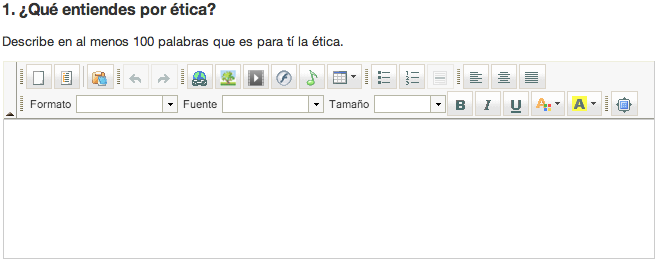 1. ¿Qué entiendes por ética?
Describe en al menos 100 palabras que es para tí la ética.
Formato Fuente Tamaño B I U A A